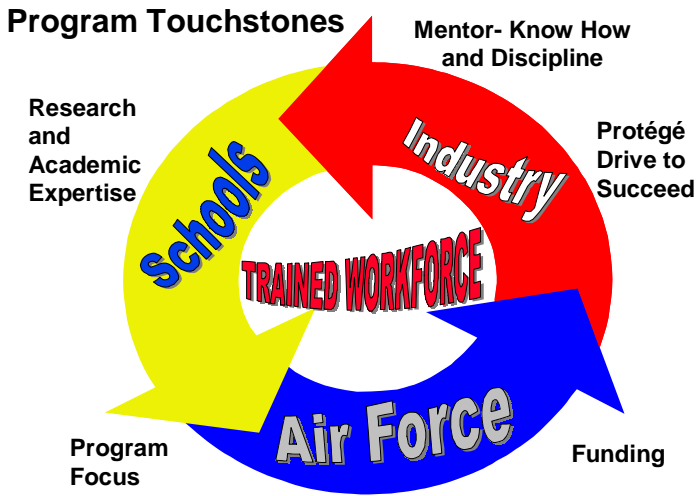 Program Touchstones
Mentor- Know How
and Discipline
Research
and
Academic
Expertise
Protégé
Drive to
Succeed
Schools
Industry
TRAINED WORKFORCE
Air Force
Program
Focus
Funding